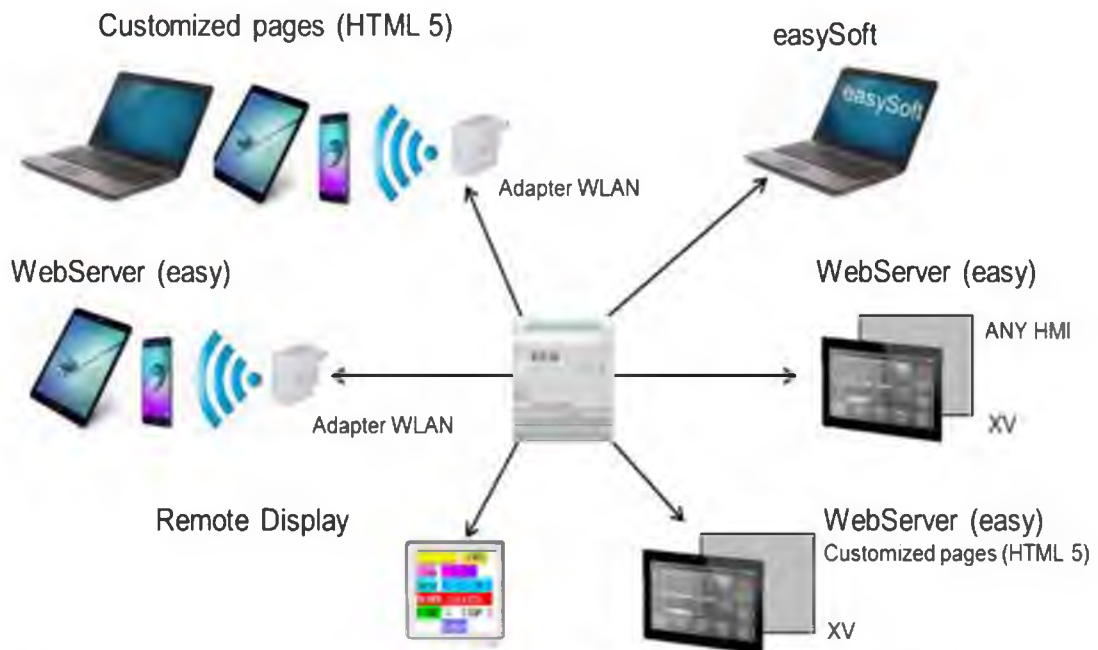 Customized pages (HTML 5)
easySoft
easySoft
Adapter WLAN
WebServer (easy)
WebServer (easy)
ANY HMI
Adapter WLAN
XV
Remote Display
WebServer (easy)
Customized pages (HTML 5)
XV